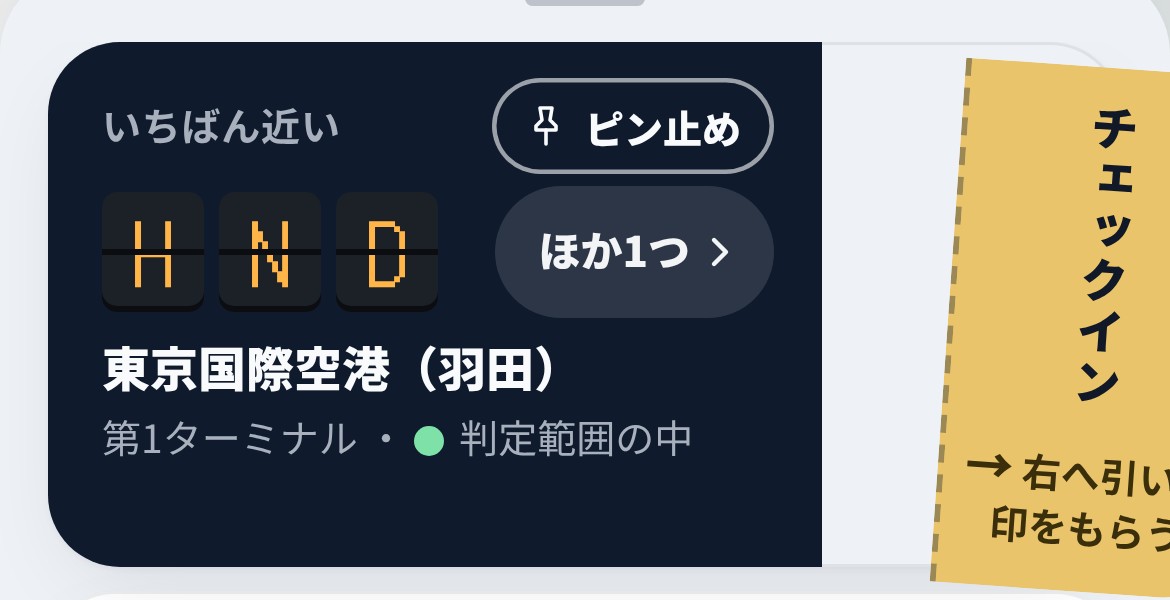 いちばん近い
ピン止め
HND
ほか1つ
東京国際空港（羽田）
第1ターミナル・判定範囲の中
チェックイン
→右へ引い
印をもらう